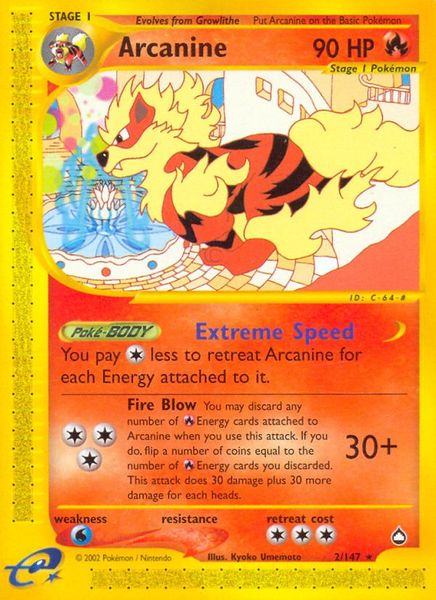 STAGE 1 Evolves from Growlithe Put Arcanine on the Basic Pokémon
Arcanine 90 HP
Stage 1 Pokémon
ID: C-64-#
Poké-BODY Extreme Speed
You pay less to retreat Arcanine for
each Energy attached to it.
Fire Blow You may discard any
number of Energy cards attached to
Arcanine when you use this attack. If you
do, flip a number of coins equal to the
number of Energy cards you discarded.
This attack does 30 damage plus 30 more
damage for each heads.
30+
weakness resistance retreat cost
© 2002 Pokémon / Nintendo Illus. Kyoko Umemoto 2/147 ★
e